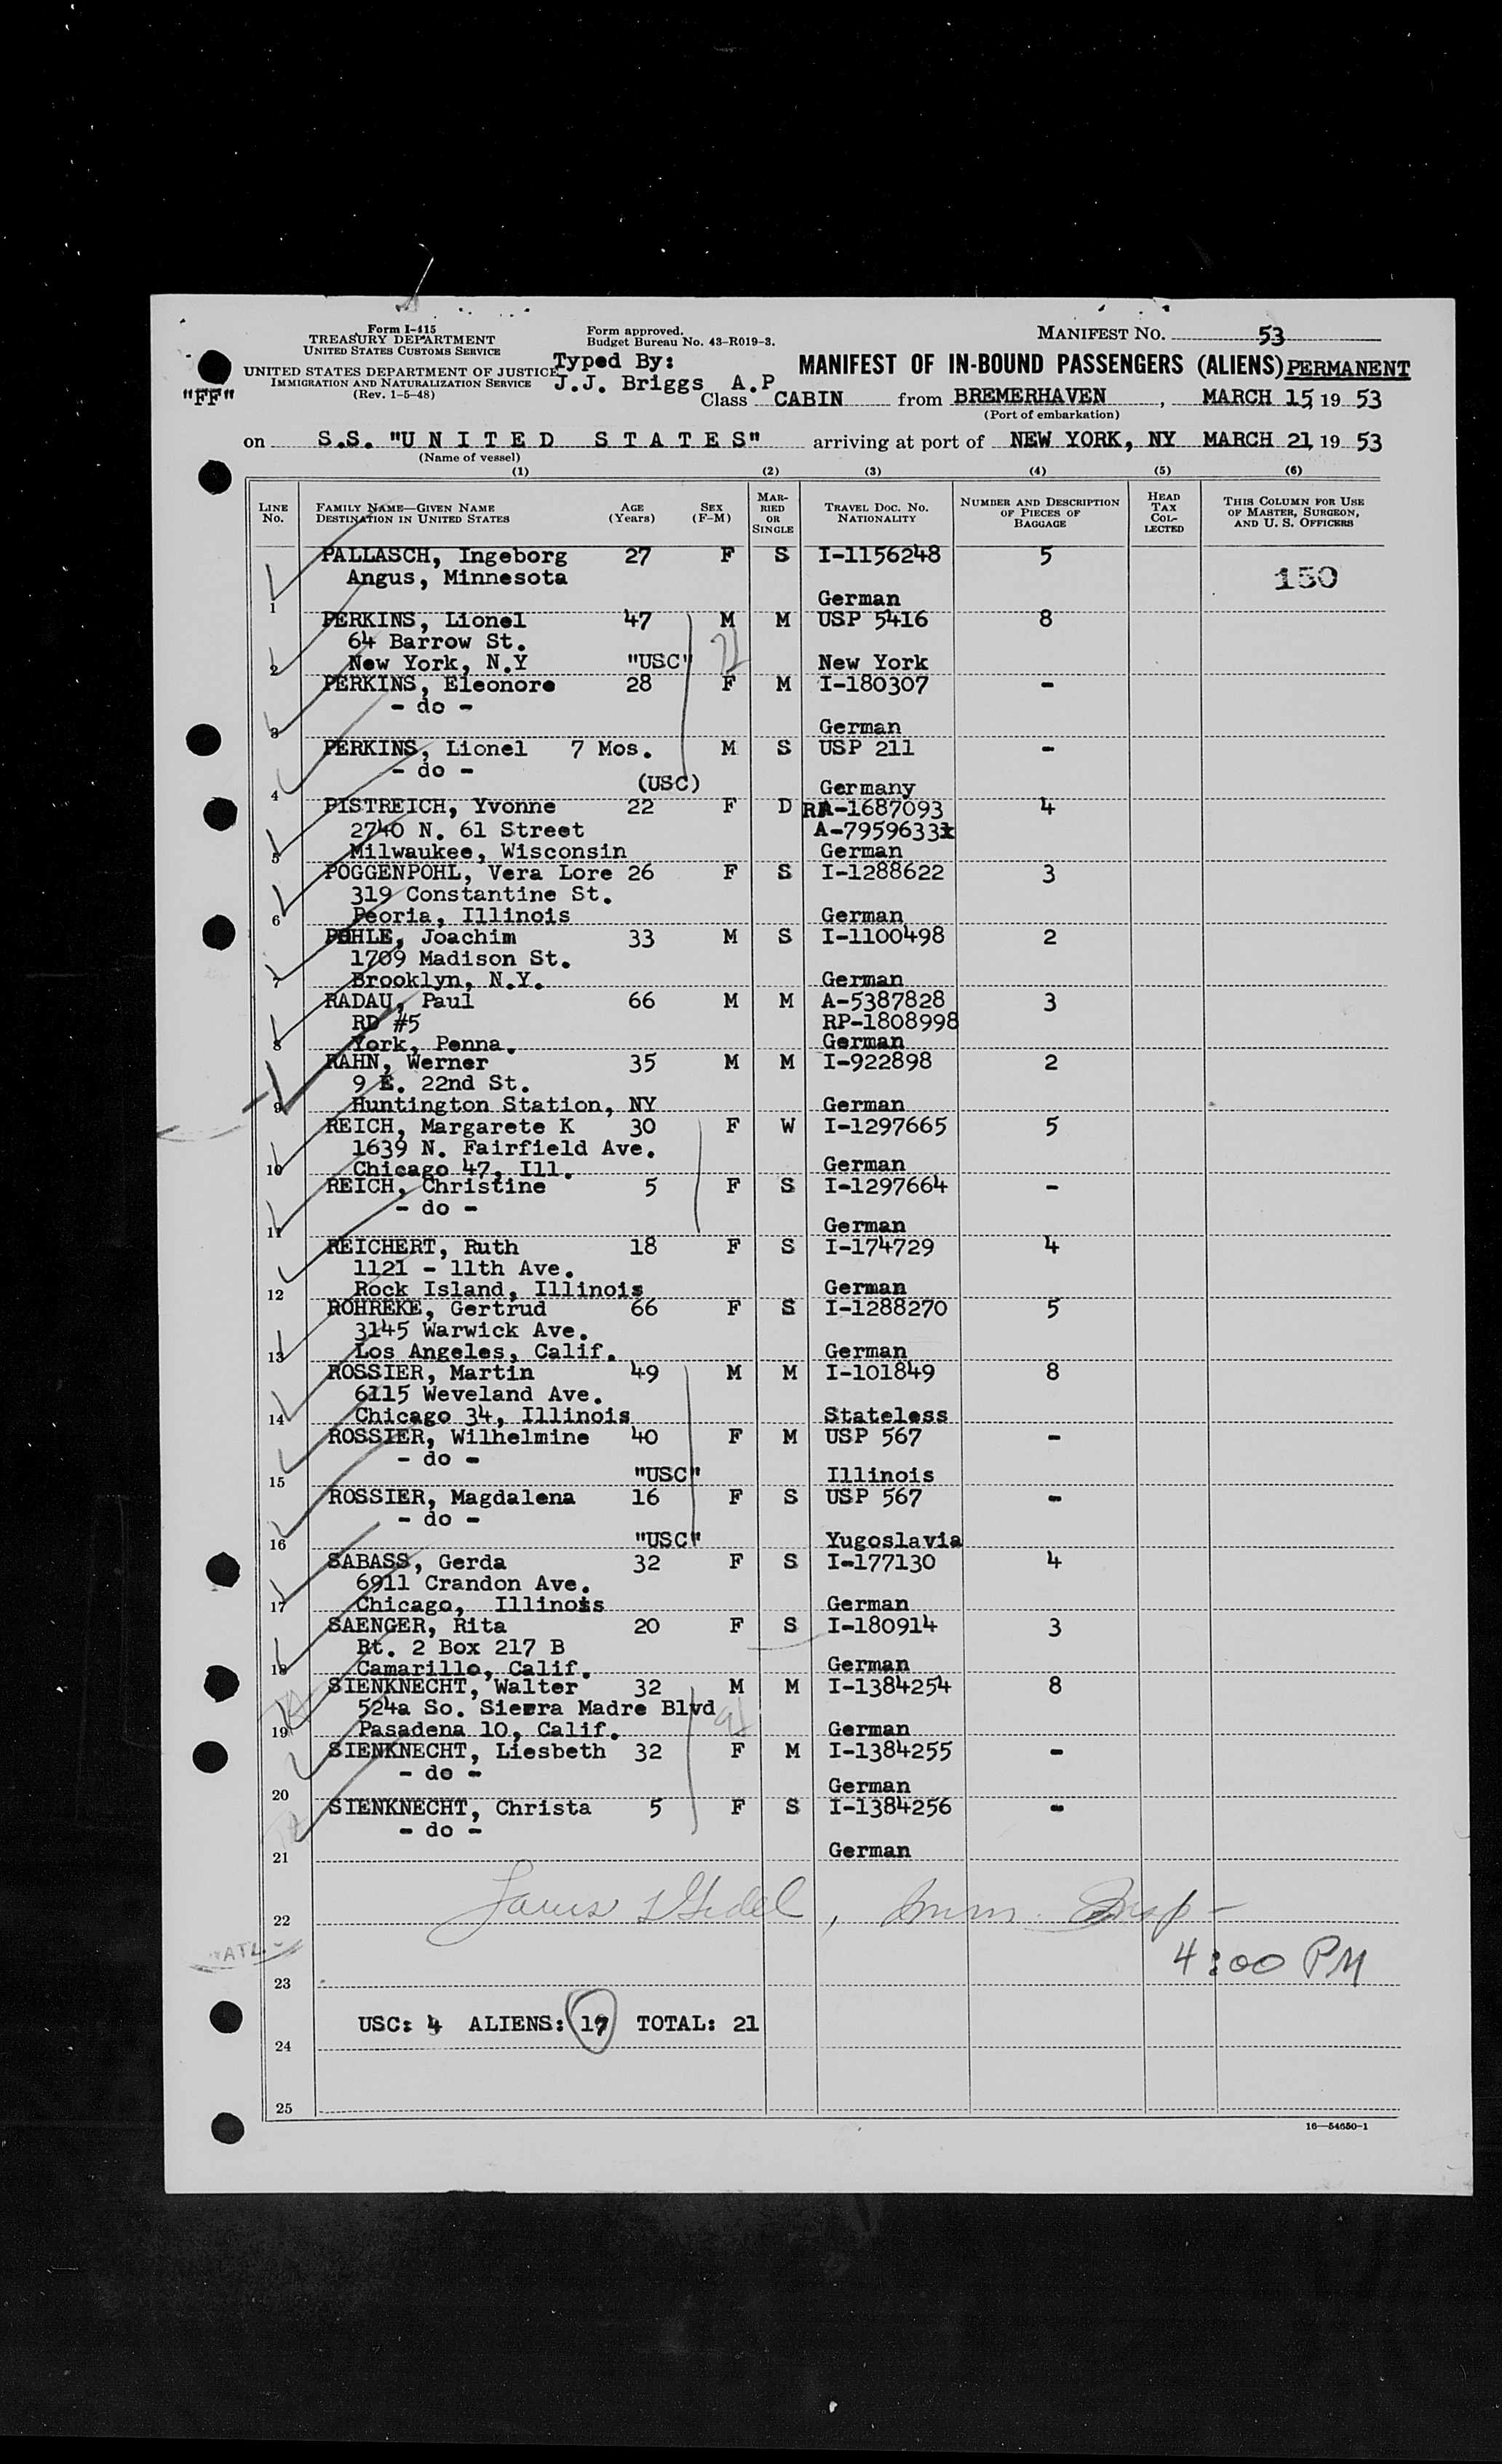 Form I-415
TREASURY DEPARTMENT
UNITED STATES CUSTOMS SERVICE
UNITED STATES DEPARTMENT OF JUSTICE
IMMIGRATION AND NATURALIZATION SERVICE
(Rev. 1-5-48)
"FF"
Form approved.
Budget Bureau No. 43-R019-3.
Typed By:
J.J. Briggs A.P
MANIFEST NO. 53
MANIFEST OF IN-BOUND PASSENGERS (ALIENS) PERMANENT
Class CABIN from BREMERHAVEN, MARCH 15, 19 53
(Port of embarkation)
on S.S. "U N I T E D S T A T E S" arriving at port of NEW YORK, NY MARCH 21, 19 53
(Name of vessel)
(1) (2) (3) (4) (5) (6)
LINE No. FAMILY NAME—GIVEN NAME DESTINATION IN UNITED STATES AGE (Years) SEX (F-M) MARRIED OR SINGLE TRAVEL DOC. NO. NATIONALITY NUMBER AND DESCRIPTION OF PIECES OF BAGGAGE HEAD TAX COLLECTED THIS COLUMN FOR USE OF MASTER, SURGEON, AND U. S. OFFICERS
PALLASCH, Ingeborg 27 F S I-1156248 5
Angus, Minnesota 150
1 German
PERKINS, Lionel 47 M M USP 5416 8
64 Barrow St.
2 New York, N.Y "USC" New York
PERKINS, Eleonore 28 F M I-180307 -
- do -
3 German
PERKINS, Lionel 7 Mos. M S USP 211 -
- do -
4 (USC) Germany
PISTREICH, Yvonne 22 F D RA-1687093 4
2740 N. 61 Street A-7959633
5 Milwaukee, Wisconsin German
POGGENPOHL, Vera Lore 26 F S I-1288622 3
319 Constantine St.
6 Peoria, Illinois German
POHLE, Joachim 33 M S I-1100498 2
1709 Madison St.
7 Brooklyn, N.Y. German
RADAU, Paul 66 M M A-5387828 3
RD #5 RP-1808998
8 York, Penna. German
RAHN, Werner 35 M M I-922898 2
9 E. 22nd St.
9 Huntington Station, NY German
REICH, Margarete K 30 F W I-1297665 5
1639 N. Fairfield Ave.
10 Chicago 47, Ill. German
REICH, Christine 5 F S I-1297664 -
- do -
11 German
REICHERT, Ruth 18 F S I-174729 4
1121 - 11th Ave.
12 Rock Island, Illinois German
ROHREKE, Gertrud 66 F S I-1288270 5
3145 Warwick Ave.
13 Los Angeles, Calif. German
ROSSIER, Martin 49 M M I-101849 8
6115 Weveland Ave.
14 Chicago 34, Illinois Stateless
ROSSIER, Wilhelmine 40 F M USP 567 -
- do -
15 "USC" Illinois
ROSSIER, Magdalena 16 F S USP 567 -
- do -
16 "USC" Yugoslavia
SABASS, Gerda 32 F S I-177130 4
6911 Crandon Ave.
17 Chicago, Illinois German
SAENGER, Rita 20 F S I-180914 3
Rt. 2 Box 217 B
18 Camarillo, Calif. German
SIENKNECHT, Walter 32 M M I-1384254 8
524a So. Sierra Madre Blvd
19 Pasadena 10, Calif. German
SIENKNECHT, Liesbeth 32 F M I-1384255 -
- do -
20 German
SIENKNECHT, Christa 5 F S I-1384256 -
- do -
21 German
22 Imm. Insp-
4:00 PM
23
USC: 4 ALIENS: 17 TOTAL: 21
24
25
16—54650-1